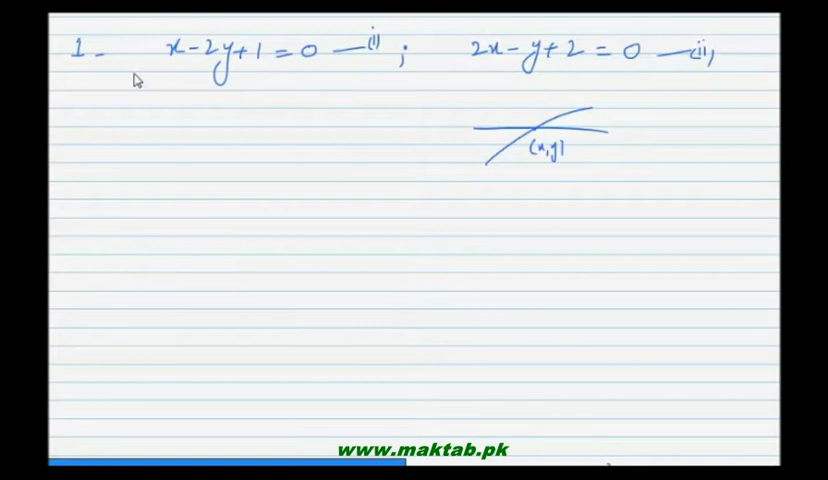 1- x-2y+1=0 —(i) ; 2x-y+2=0 —(ii)
(x,y)
www.maktab.pk